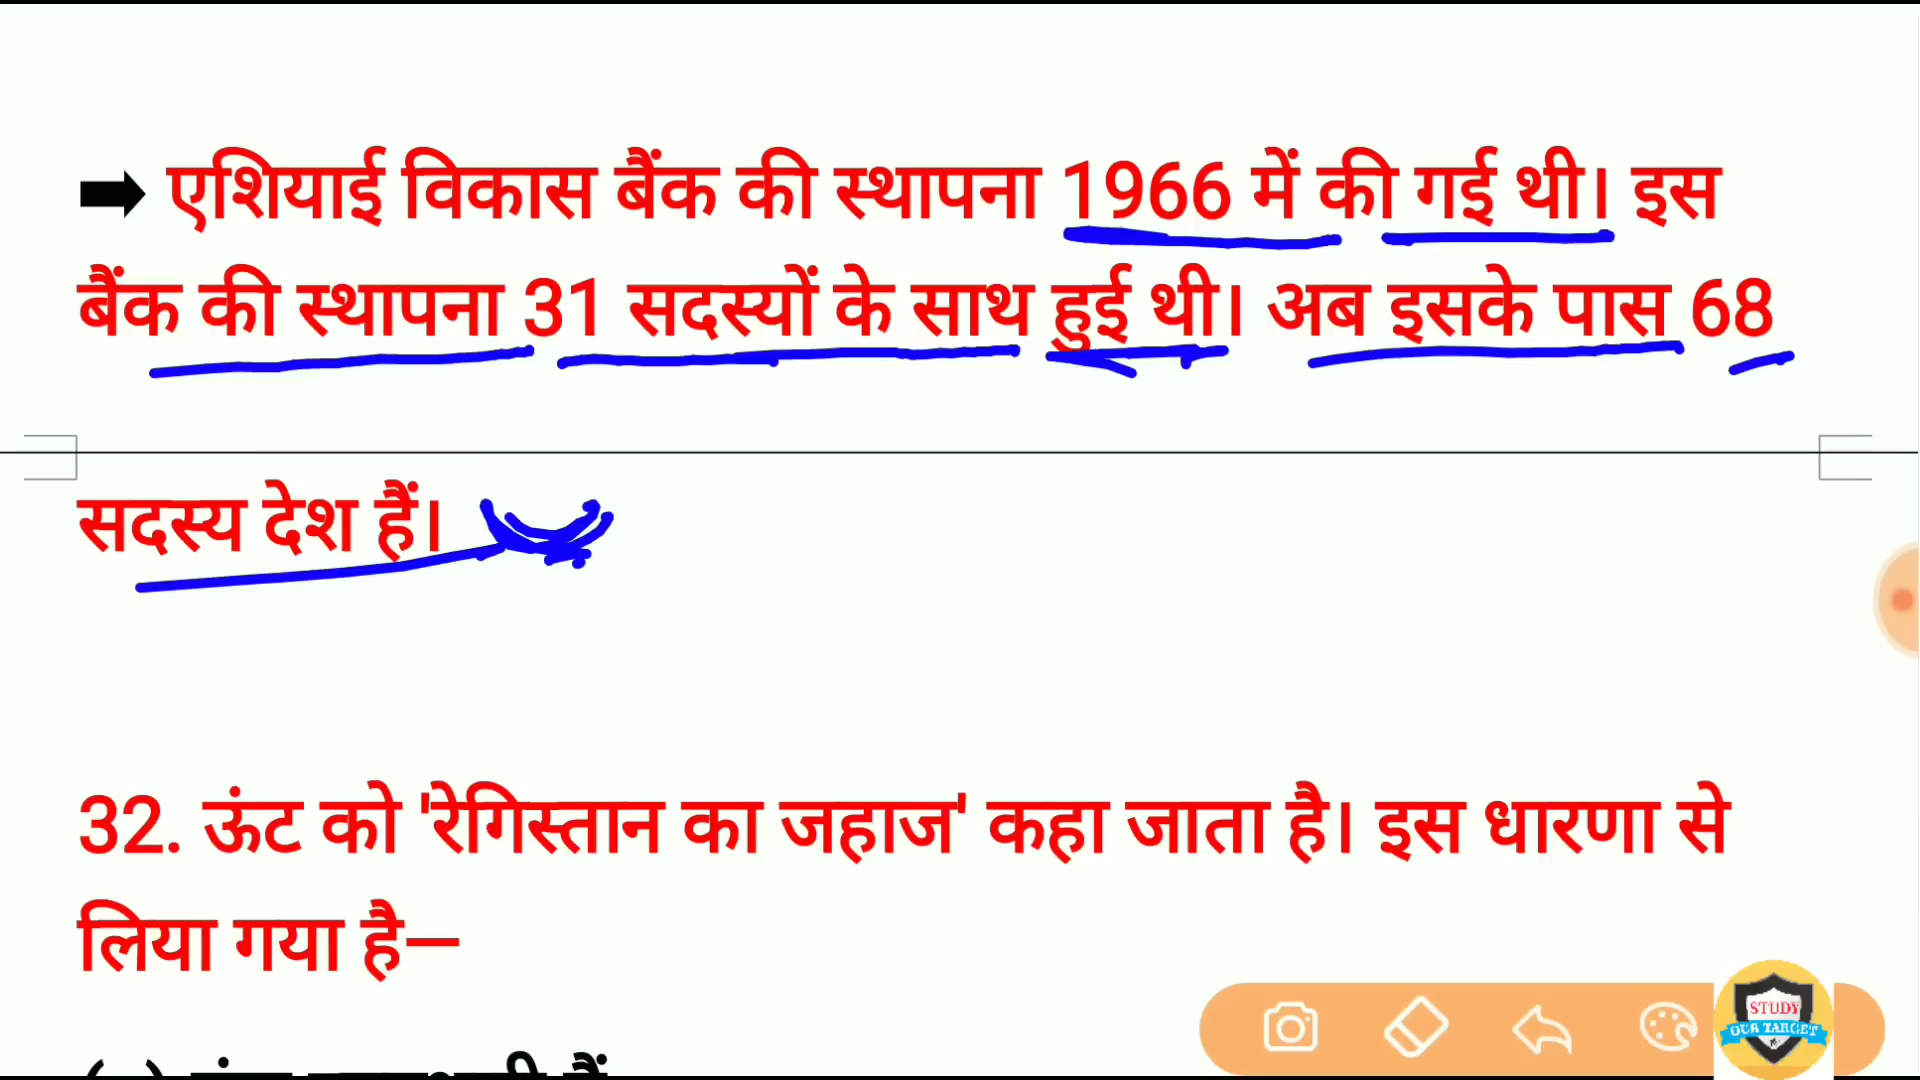 एशियाई विकास बैंक की स्थापना 1966 में की गई थी। इस
बैंक की स्थापना 31 सदस्यों के साथ हुई थी। अब इसके पास 68
सदस्य देश हैं।
32. ऊंट को 'रेगिस्तान का जहाज' कहा जाता है। इस धारणा से
लिया गया है—
STUDY
OUR TARGET